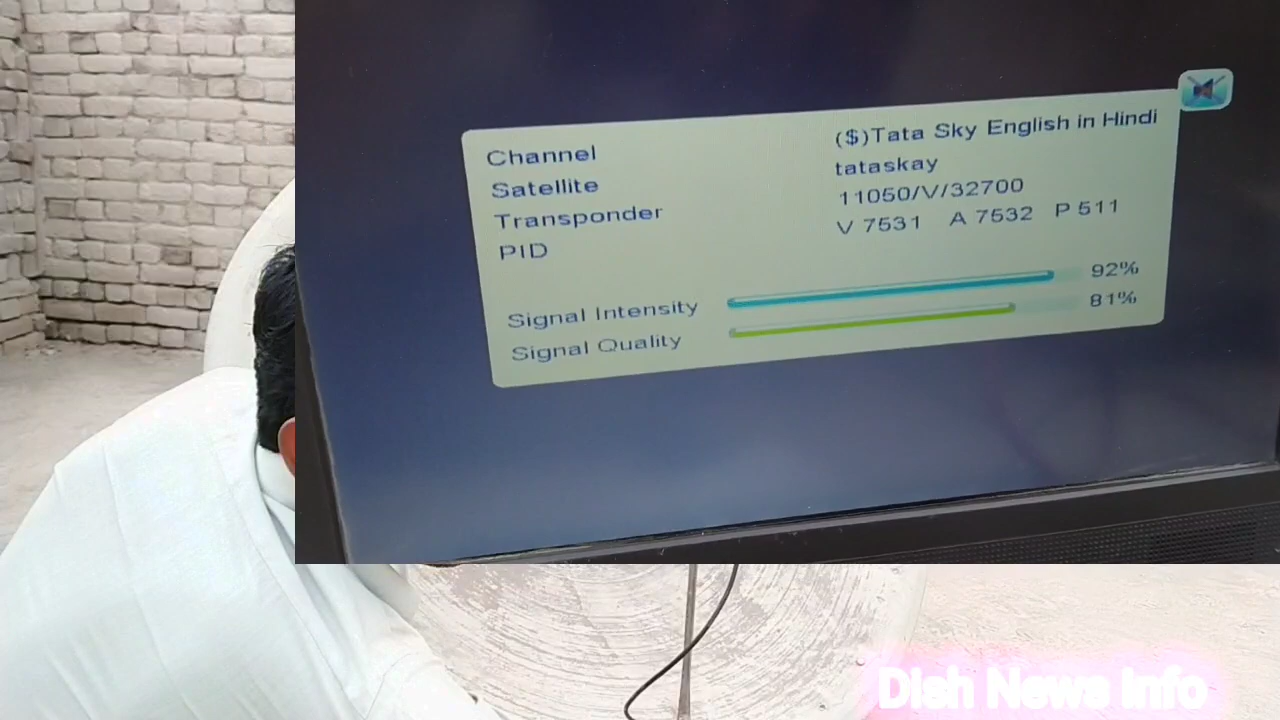 Channel ($)Tata Sky English in Hindi
Satellite tataskay
Transponder 11050/V/32700
PID V 7531 A 7532 P 511
Signal Intensity 92%
Signal Quality 81%
Dish News Info